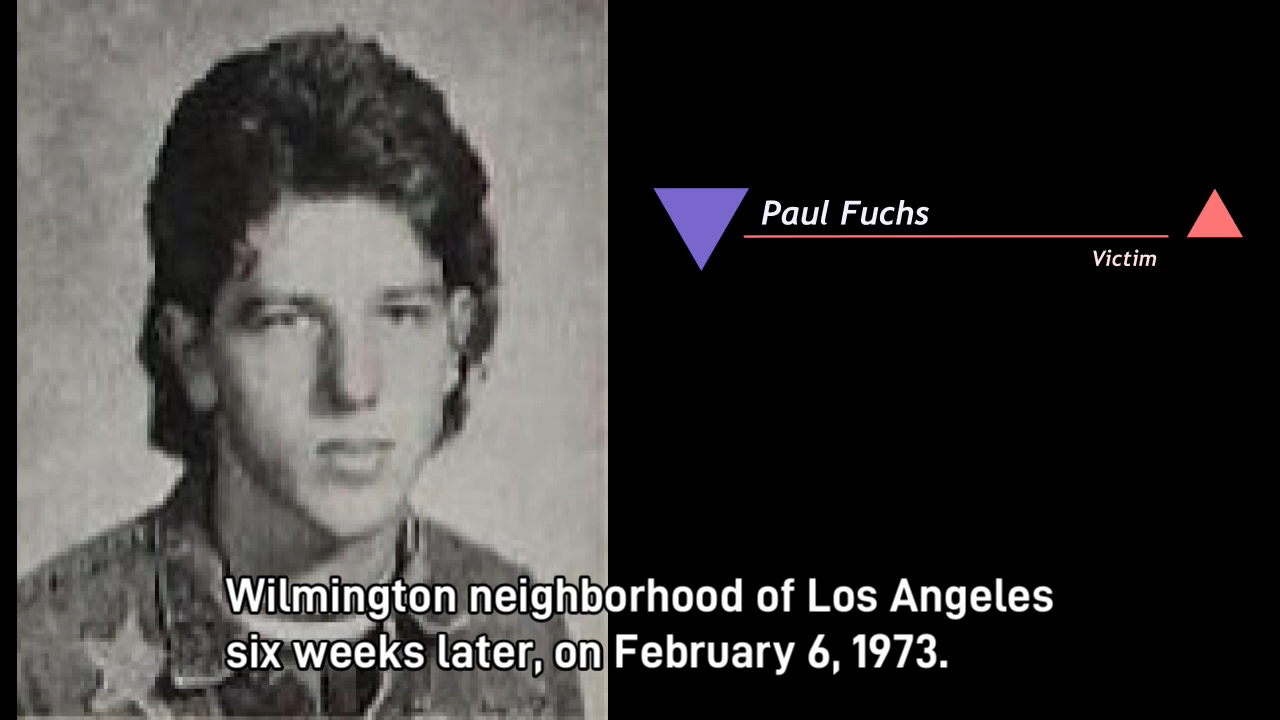 Paul Fuchs
Victim
Wilmington neighborhood of Los Angeles
six weeks later, on February 6, 1973.